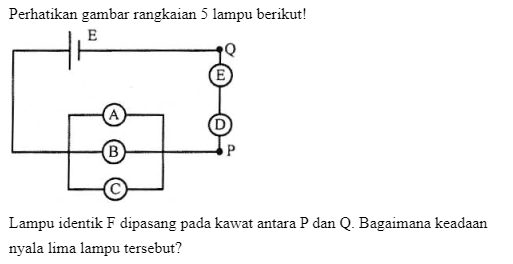 Perhatikan gambar rangkaian 5 lampu berikut!
E
Q
E
A
D
B
P
C
Lampu identik F dipasang pada kawat antara P dan Q. Bagaimana keadaan
nyala lima lampu tersebut?